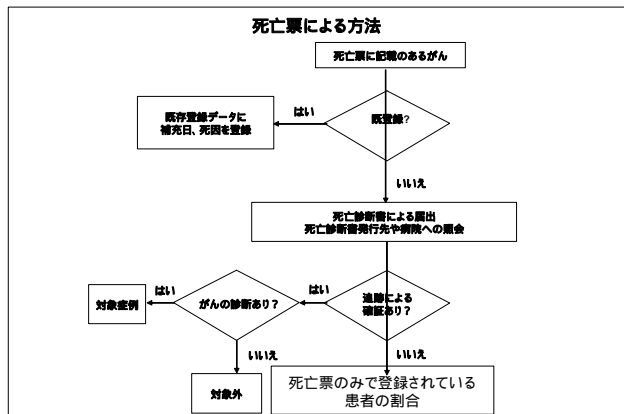 死亡票による方法
死亡票に記載のあるがん
既登録?
はい
既存登録データに
補充日、死因を登録
いいえ
死亡診断書による届出
死亡診断書発行先や病院への照会
追跡による
確証あり?
はい
がんの診断あり?
はい
対象症例
いいえ
対象外
いいえ
死亡票のみで登録されている
患者の割合